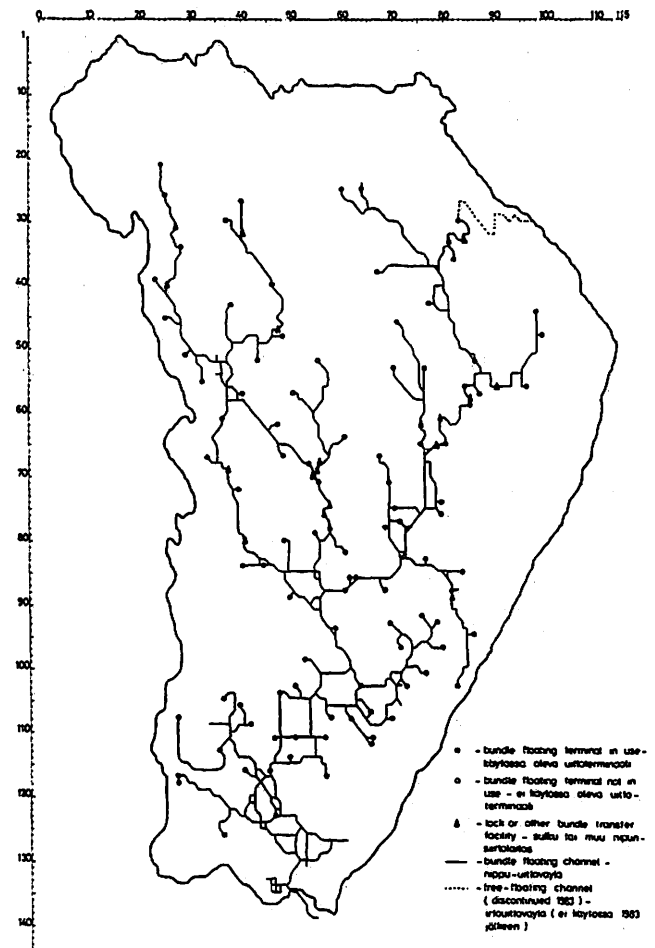 0 10 20 30 40 50 60 70 80 90 100 115
1
10
20
30
40
50
60
70
80
90
100
110
120
130
140
- bundle floating terminal in use -
käytössä oleva uittoterminaali
- bundle floating terminal not in
use - ei käytössä oleva uitto-
terminaali
- lock or other bundle transfer
facility - sulku tai muu nipun-
siirtolaitos
- bundle floating channel -
nippu-uittoväylä
- free-floating channel
( discontinued 1983 ) -
irtouittoväylä ( ei käytössä 1983
jälkeen )